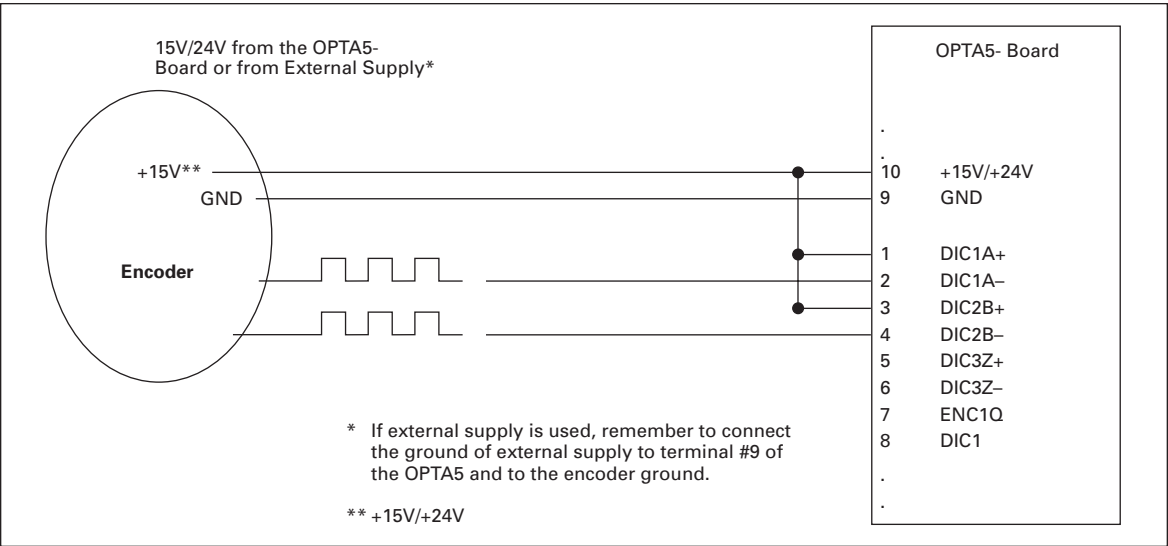 15V/24V from the OPTA5-
Board or from External Supply*
OPTA5- Board
.
.
+15V**
10 +15V/+24V
GND
9 GND
Encoder
1 DIC1A+
2 DIC1A–
3 DIC2B+
4 DIC2B–
5 DIC3Z+
6 DIC3Z–
7 ENC1Q
8 DIC1
.
.
* If external supply is used, remember to connect
the ground of external supply to terminal #9 of
the OPTA5 and to the encoder ground.
** +15V/+24V